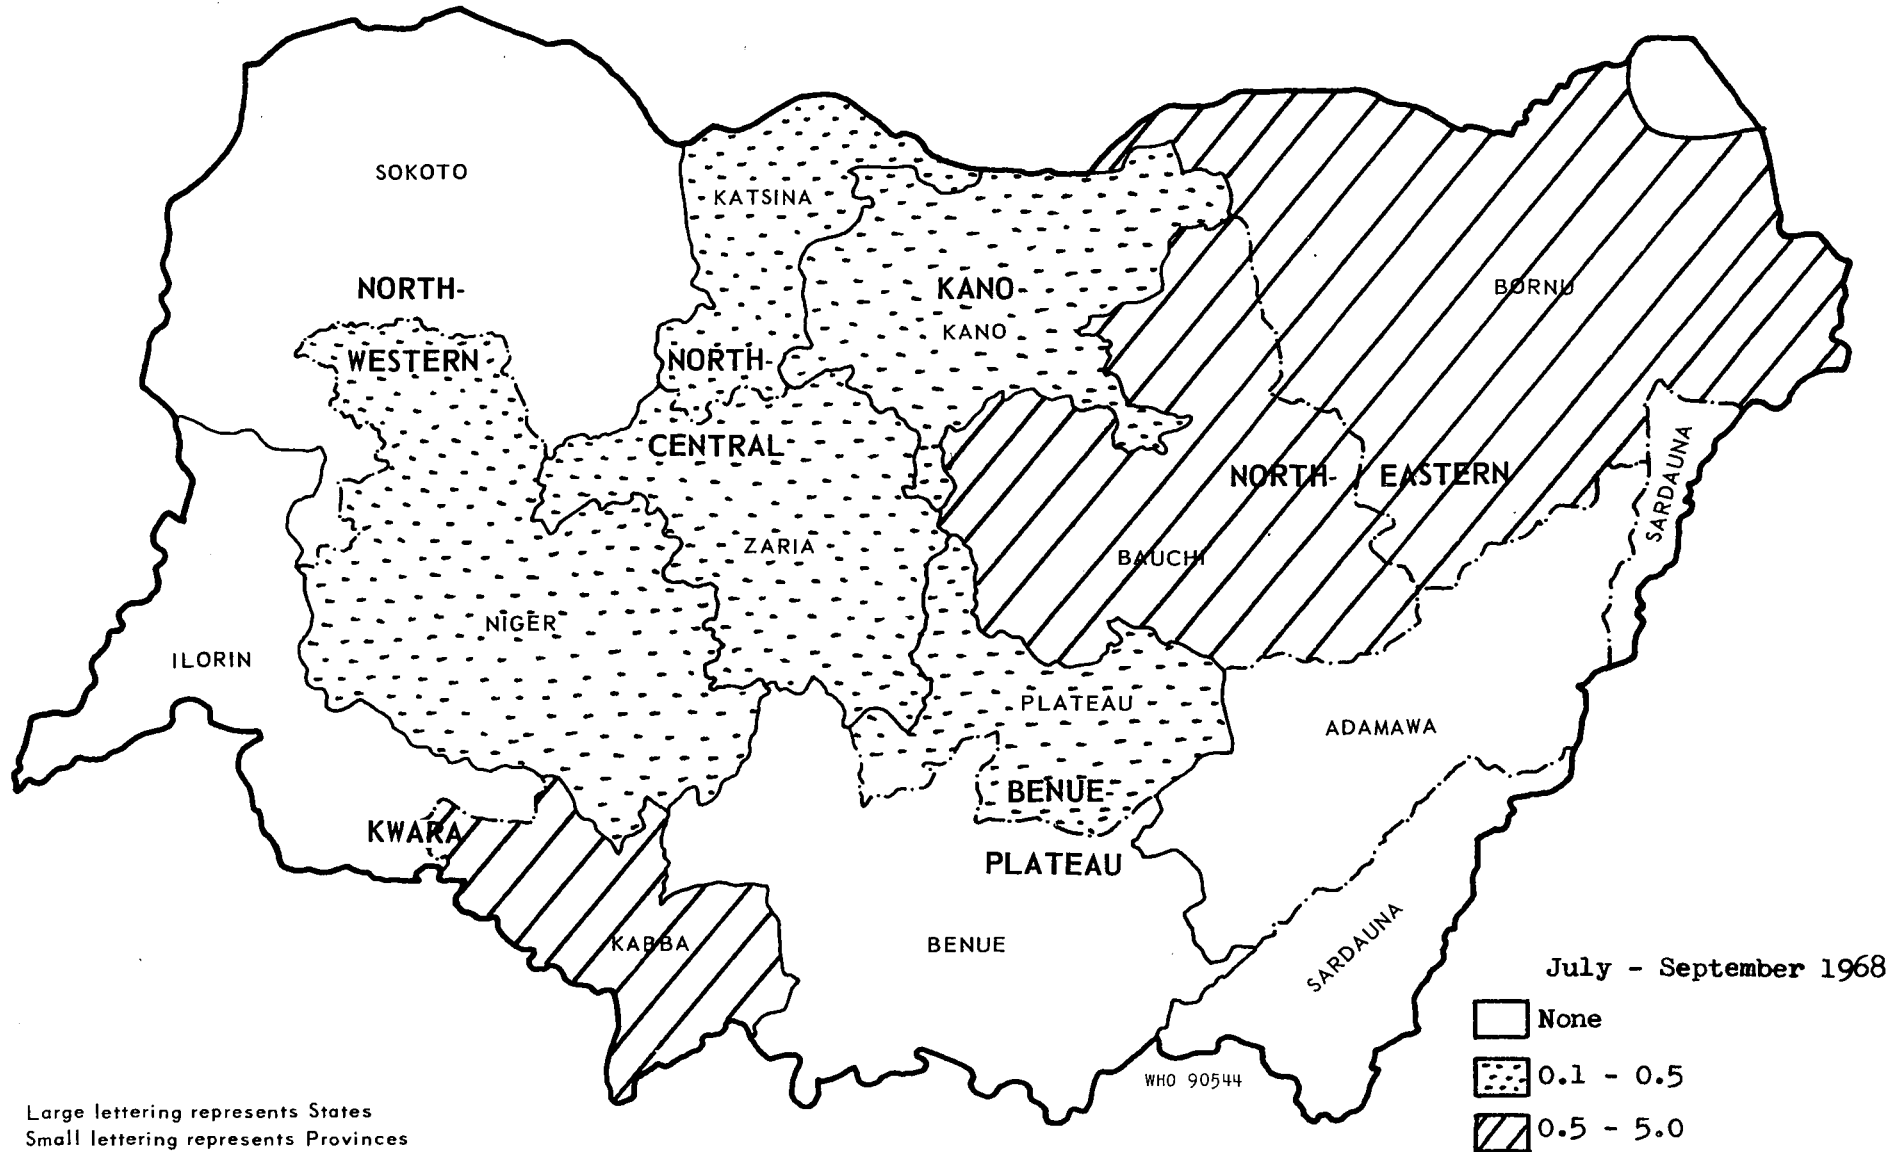 SOKOTO
KATSINA
NORTH-
WESTERN
KANO
KANO
BORNU
NORTH-
CENTRAL
NORTH-
EASTERN
SARDAUNA
ZARIA
BAUCHI
NIGER
ILORIN
PLATEAU
ADAMAWA
BENUE-
PLATEAU
KWARA
KABBA
BENUE
SARDAUNA
July - September 1968
None
0.1 - 0.5
0.5 - 5.0
WHO 90544
Large lettering represents States
Small lettering represents Provinces